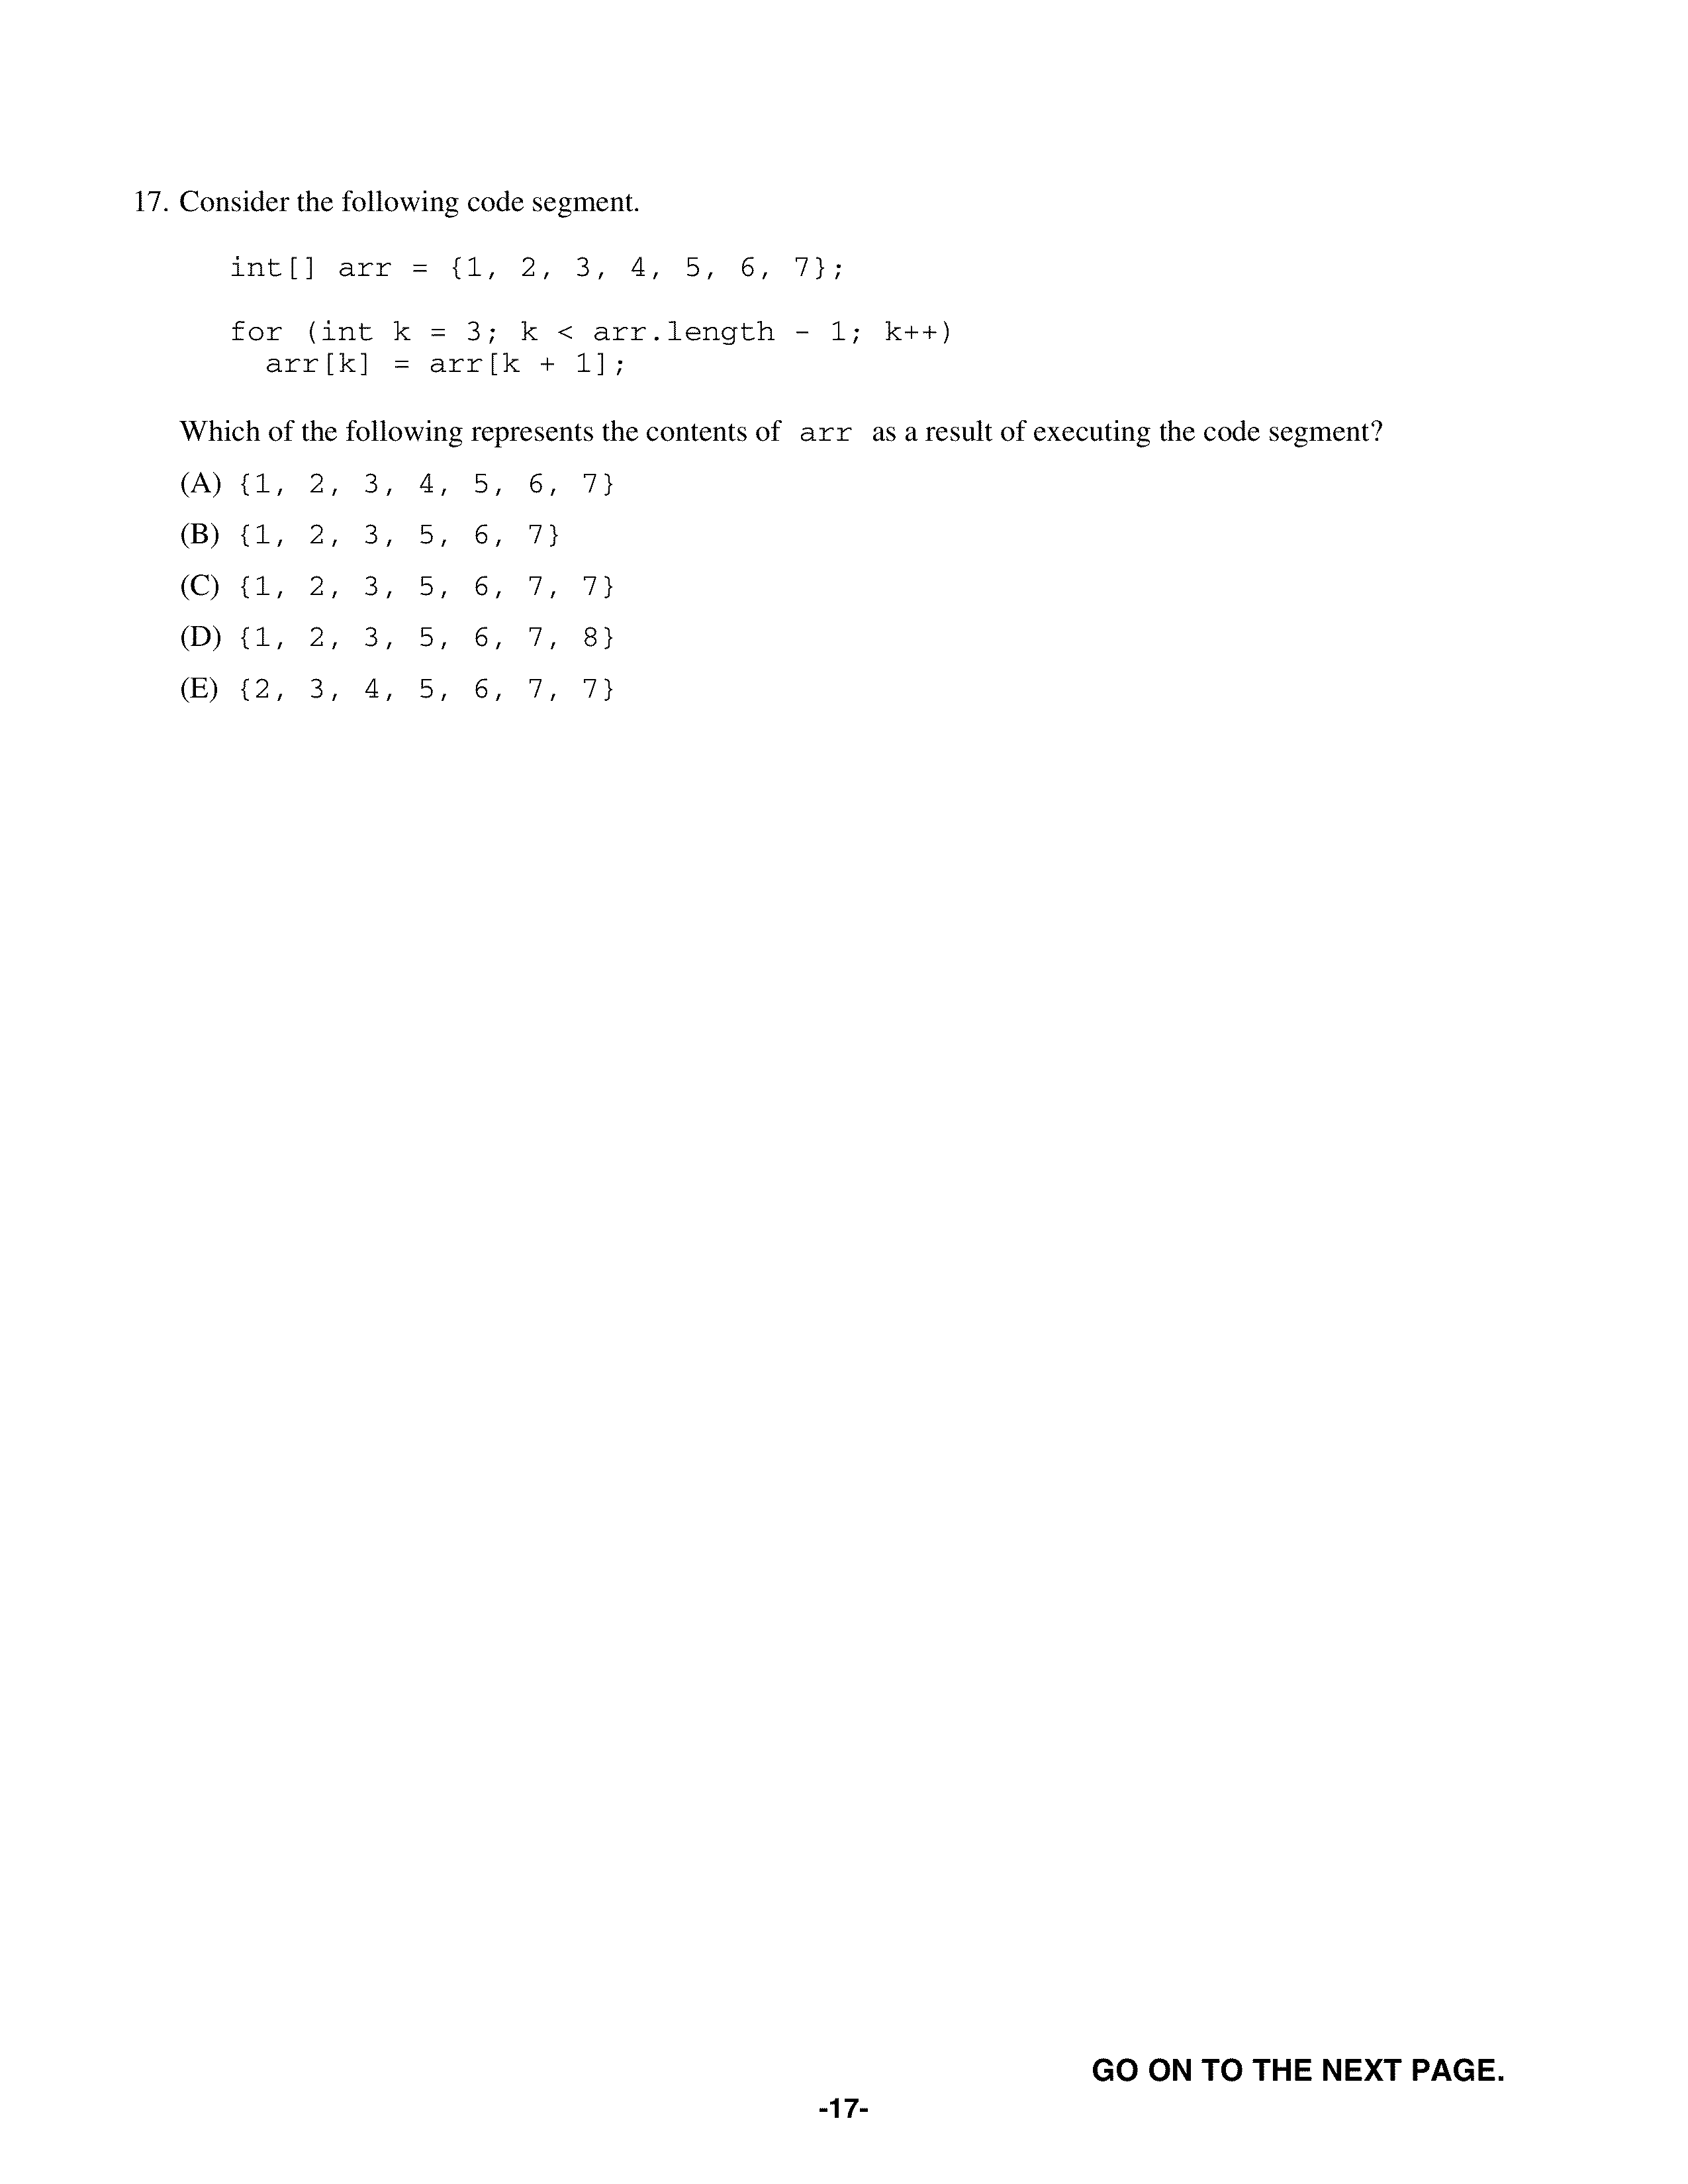 17. Consider the following code segment.
int[] arr = {1, 2, 3, 4, 5, 6, 7};
for (int k = 3; k < arr.length - 1; k++)
arr[k] = arr[k + 1];
Which of the following represents the contents of arr as a result of executing the code segment?
(A) {1, 2, 3, 4, 5, 6, 7}
(B) {1, 2, 3, 5, 6, 7}
(C) {1, 2, 3, 5, 6, 7, 7}
(D) {1, 2, 3, 5, 6, 7, 8}
(E) {2, 3, 4, 5, 6, 7, 7}
GO ON TO THE NEXT PAGE.
-17-